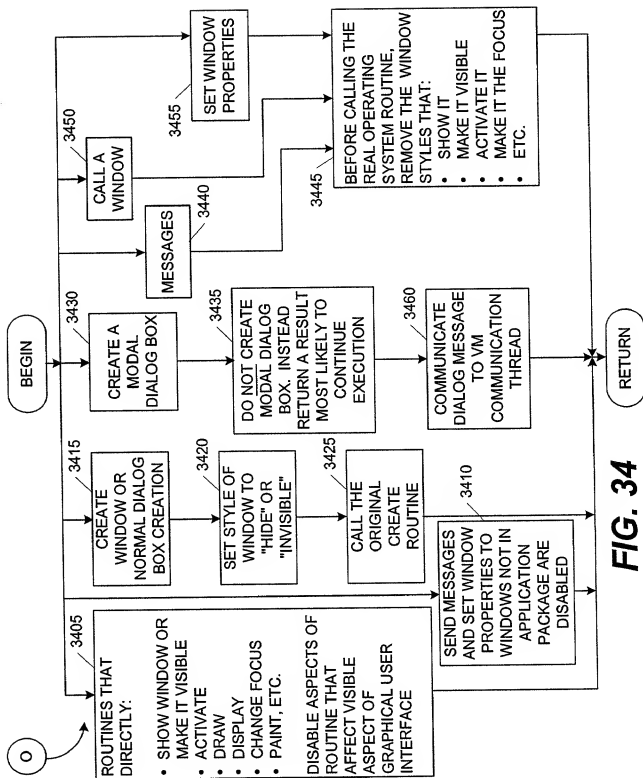 O
BEGIN
3405
ROUTINES THAT
DIRECTLY:
• SHOW WINDOW OR
MAKE IT VISIBLE
• ACTIVATE
• DRAW
• DISPLAY
• CHANGE FOCUS
• PAINT, ETC.
DISABLE ASPECTS OF
ROUTINE THAT
AFFECT VISIBLE
ASPECT OF
GRAPHICAL USER
INTERFACE
3415
CREATE
WINDOW OR
NORMAL DIALOG
BOX CREATION
3420
SET STYLE OF
WINDOW TO
"HIDE" OR
"INVISIBLE"
3425
CALL THE
ORIGINAL
CREATE
ROUTINE
3410
SEND MESSAGES
AND SET WINDOW
PROPERTIES TO
WINDOWS NOT IN
APPLICATION
PACKAGE ARE
DISABLED
3430
CREATE A
MODAL
DIALOG BOX
3435
DO NOT CREATE
MODAL DIALOG
BOX. INSTEAD
RETURN A RESULT
MOST LIKELY TO
CONTINUE
EXECUTION
3460
COMMUNICATE
DIALOG MESSAGE
TO VM
COMMUNICATION
THREAD
3440
MESSAGES
3450
CALL A
WINDOW
3455
SET WINDOW
PROPERTIES
3445
BEFORE CALLING THE
REAL OPERATING
SYSTEM ROUTINE,
REMOVE THE WINDOW
STYLES THAT:
• SHOW IT
• MAKE IT VISIBLE
• ACTIVATE IT
• MAKE IT THE FOCUS
• ETC.
RETURN
FIG. 34